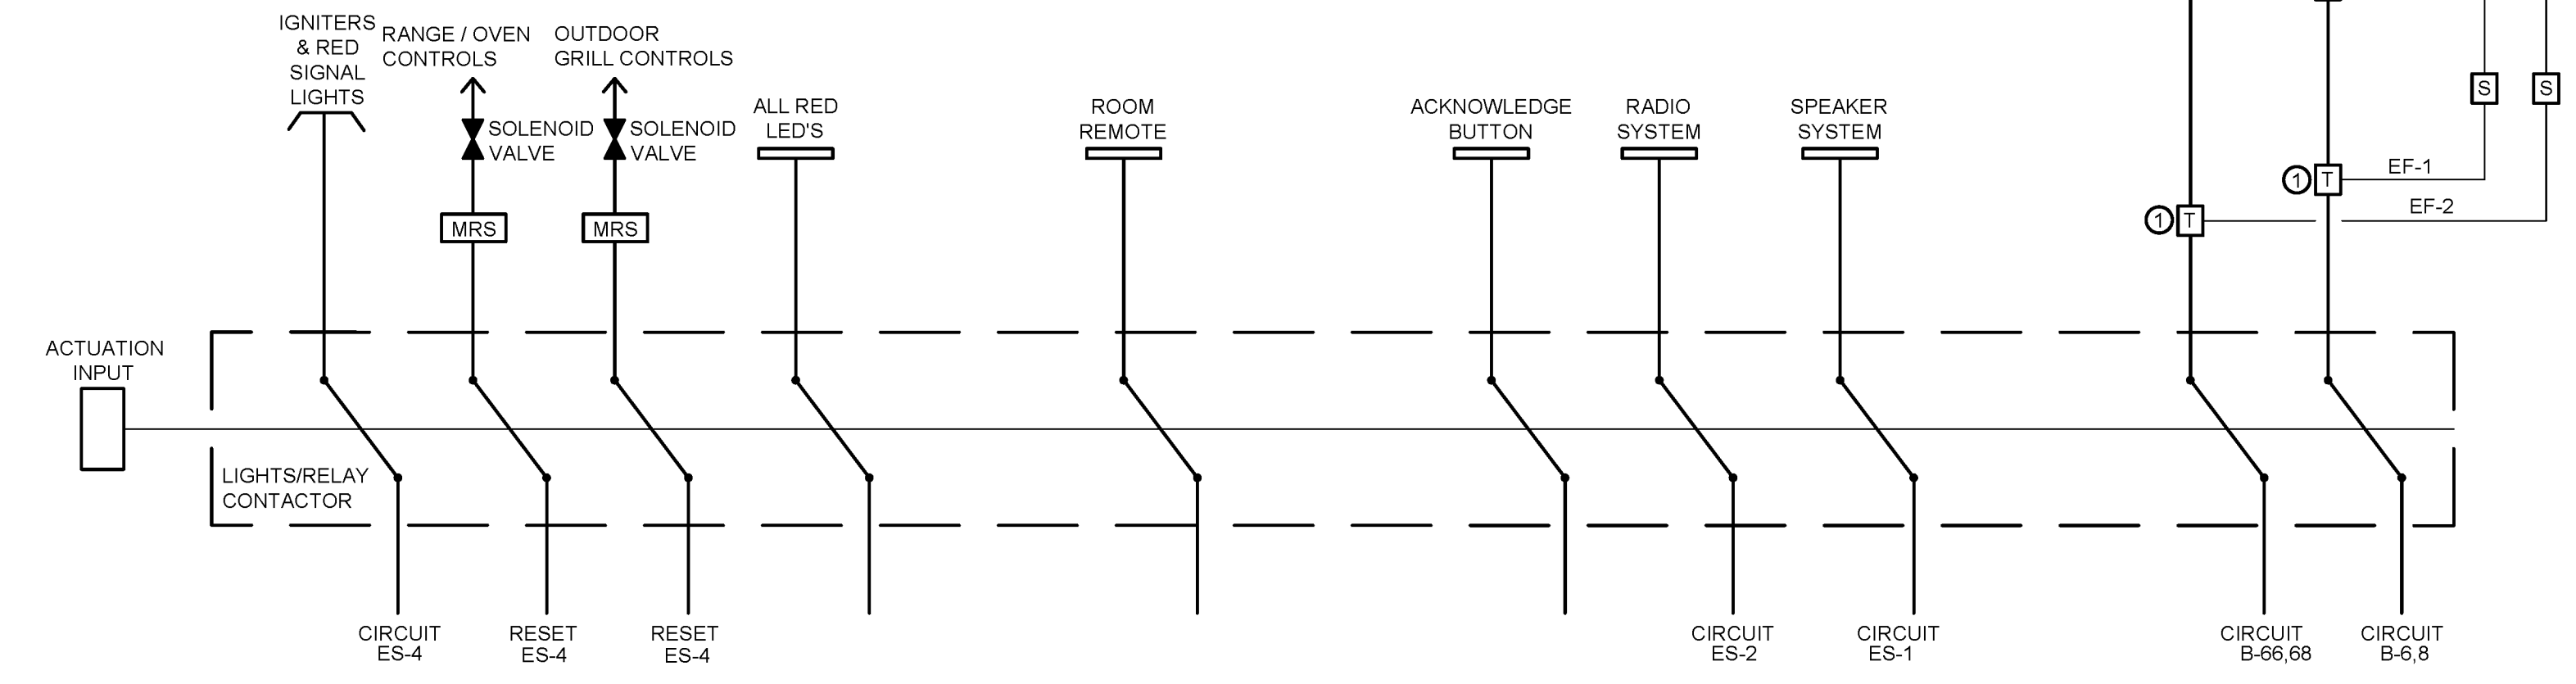 IGNITERS
& RED
SIGNAL
LIGHTS
RANGE / OVEN
CONTROLS
OUTDOOR
GRILL CONTROLS
SOLENOID
VALVE
SOLENOID
VALVE
MRS
MRS
ALL RED
LED'S
ROOM
REMOTE
ACKNOWLEDGE
BUTTON
RADIO
SYSTEM
SPEAKER
SYSTEM
S
S
1
T
EF-1
1
T
EF-2
ACTUATION
INPUT
LIGHTS/RELAY
CONTACTOR
CIRCUIT
ES-4
RESET
ES-4
RESET
ES-4
CIRCUIT
ES-2
CIRCUIT
ES-1
CIRCUIT
B-66,68
CIRCUIT
B-6,8